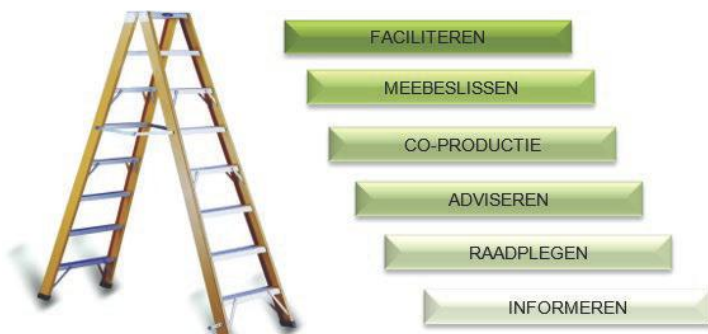 FACILITEREN
MEEBESLISSEN
CO-PRODUCTIE
ADVISEREN
RAADPLEGEN
INFORMEREN